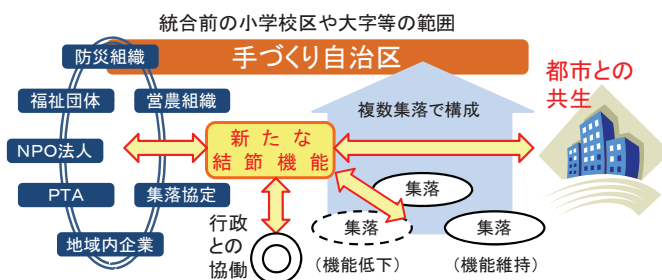 統合前の小学校区や大字等の範囲
手づくり自治区
防災組織
福祉団体
営農組織
NPO法人
PTA
集落協定
地域内企業
新たな
結節機能
複数集落で構成
都市との
共生
集落
集落
集落
(機能低下)
(機能維持)
行政
との
協働